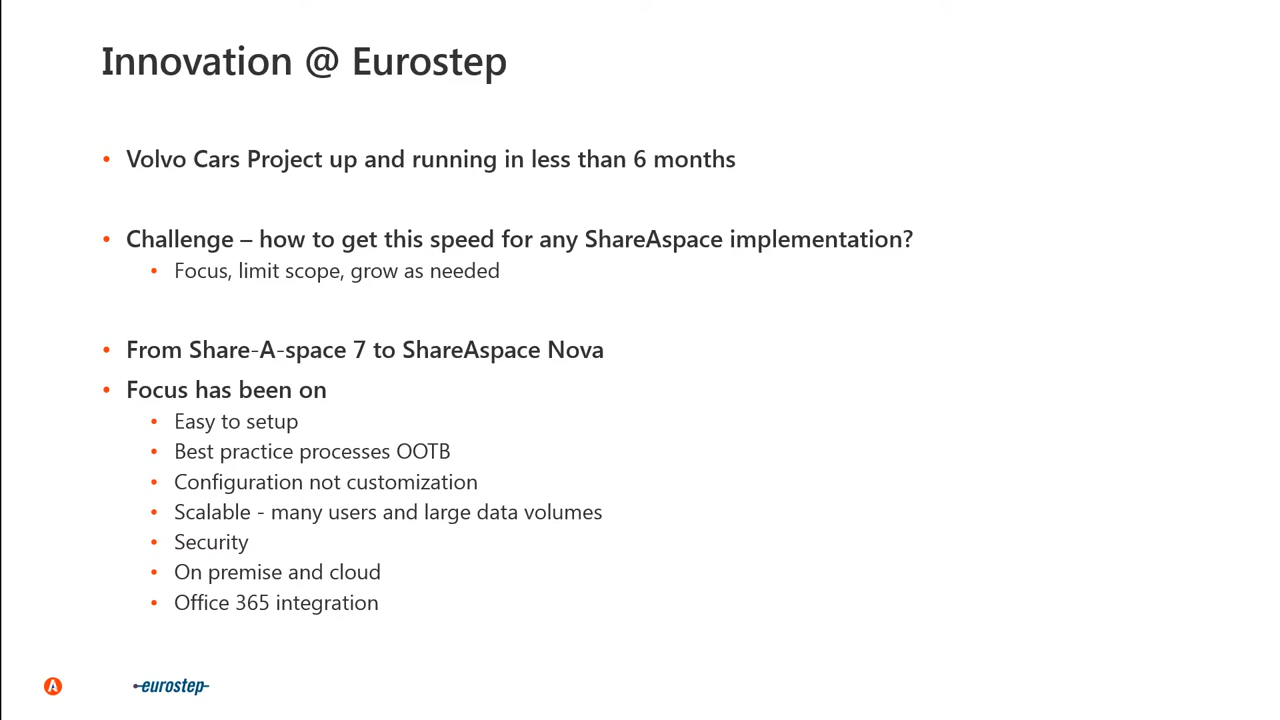 Innovation @ Eurostep
• Volvo Cars Project up and running in less than 6 months
• Challenge – how to get this speed for any ShareAspace implementation?
• Focus, limit scope, grow as needed
• From Share-A-space 7 to ShareAspace Nova
• Focus has been on
• Easy to setup
• Best practice processes OOTB
• Configuration not customization
• Scalable - many users and large data volumes
• Security
• On premise and cloud
• Office 365 integration
A eurostep